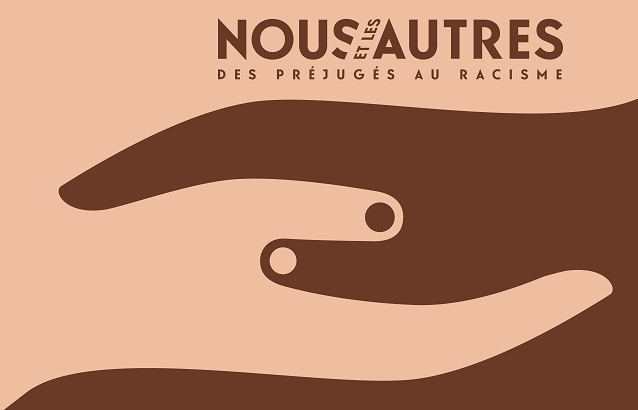 NOUS ET LES AUTRES
DES PRÉJUGÉS AU RACISME